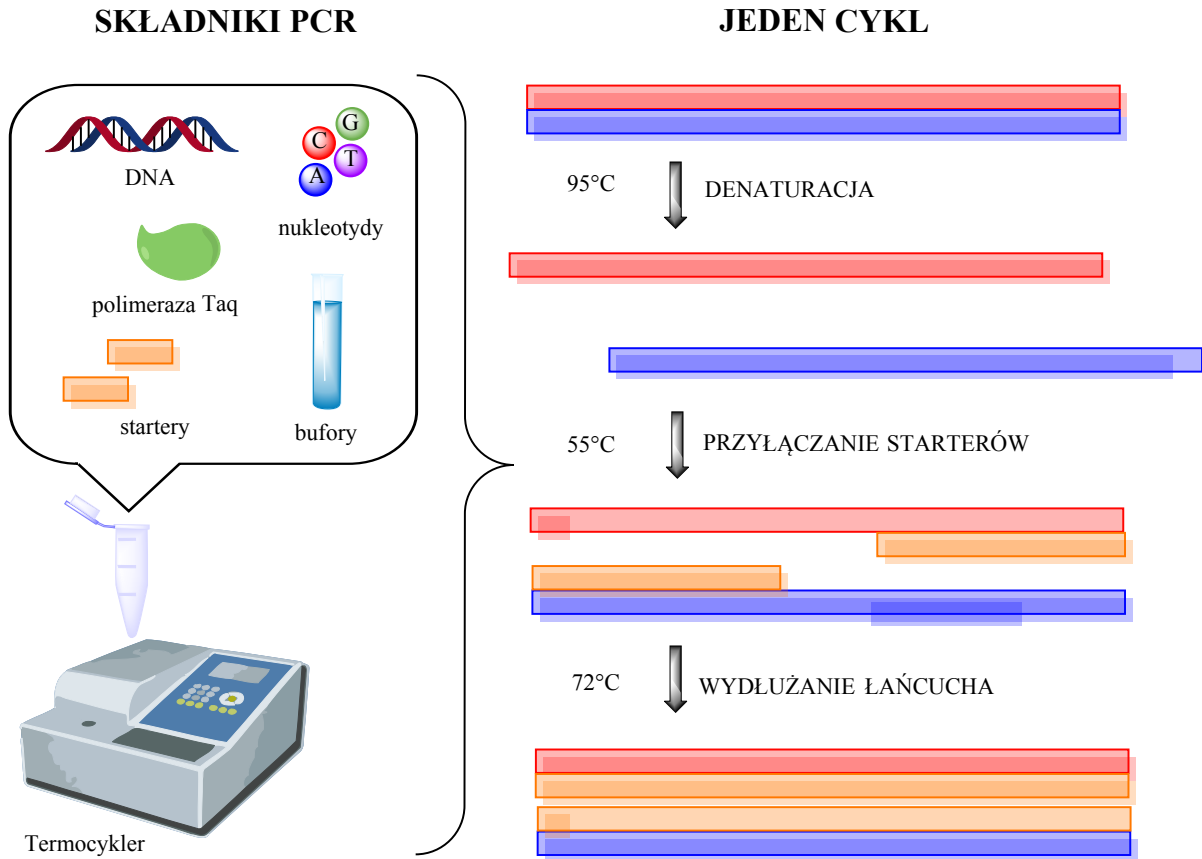 SKŁADNIKI PCR
DNA
C
G
A
T
nukleotydy
polimeraza Taq
startery
bufory
Termocykler
JEDEN CYKL
95°C
DENATURACJA
55°C
PRZYŁĄCZANIE STARTERÓW
72°C
WYDŁUŻANIE ŁAŃCUCHA